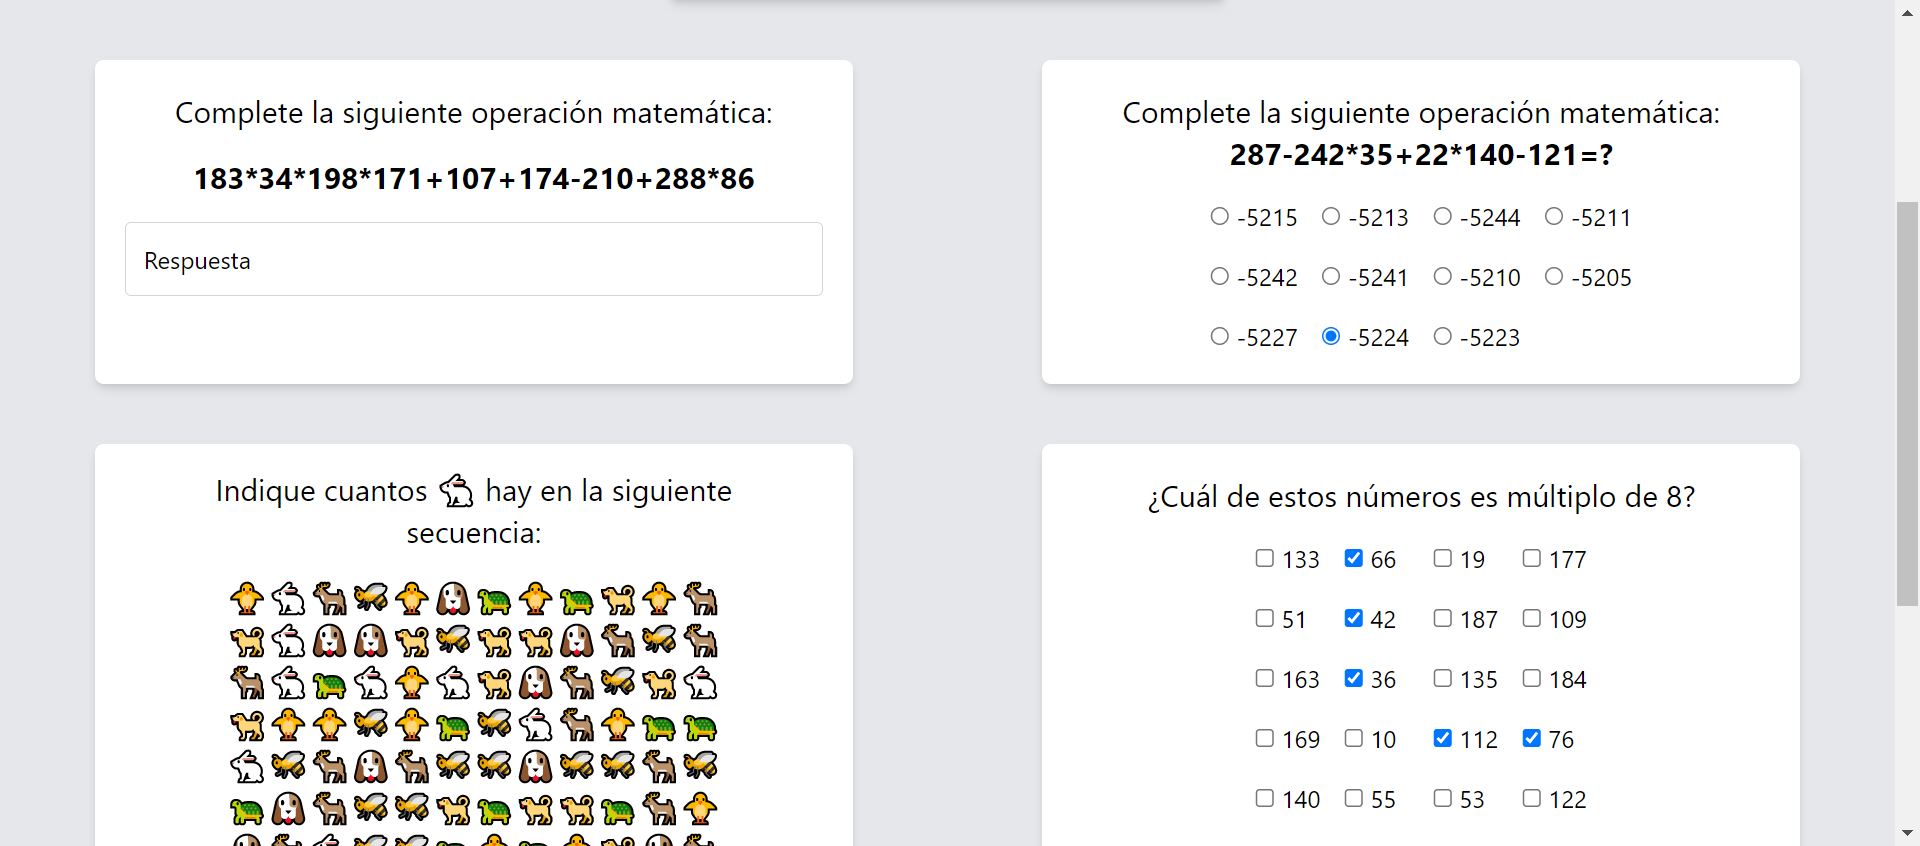 Complete la siguiente operación matemática:
183*34*198*171+107+174-210+288*86
Respuesta
Complete la siguiente operación matemática:
287-242*35+22*140-121=?
-5215 -5213 -5244 -5211
-5242 -5241 -5210 -5205
-5227 -5224 -5223
Indique cuantos 🐇 hay en la siguiente
secuencia:
¿Cuál de estos números es múltiplo de 8?
133 66 19 177
51 42 187 109
163 36 135 184
169 10 112 76
140 55 53 122